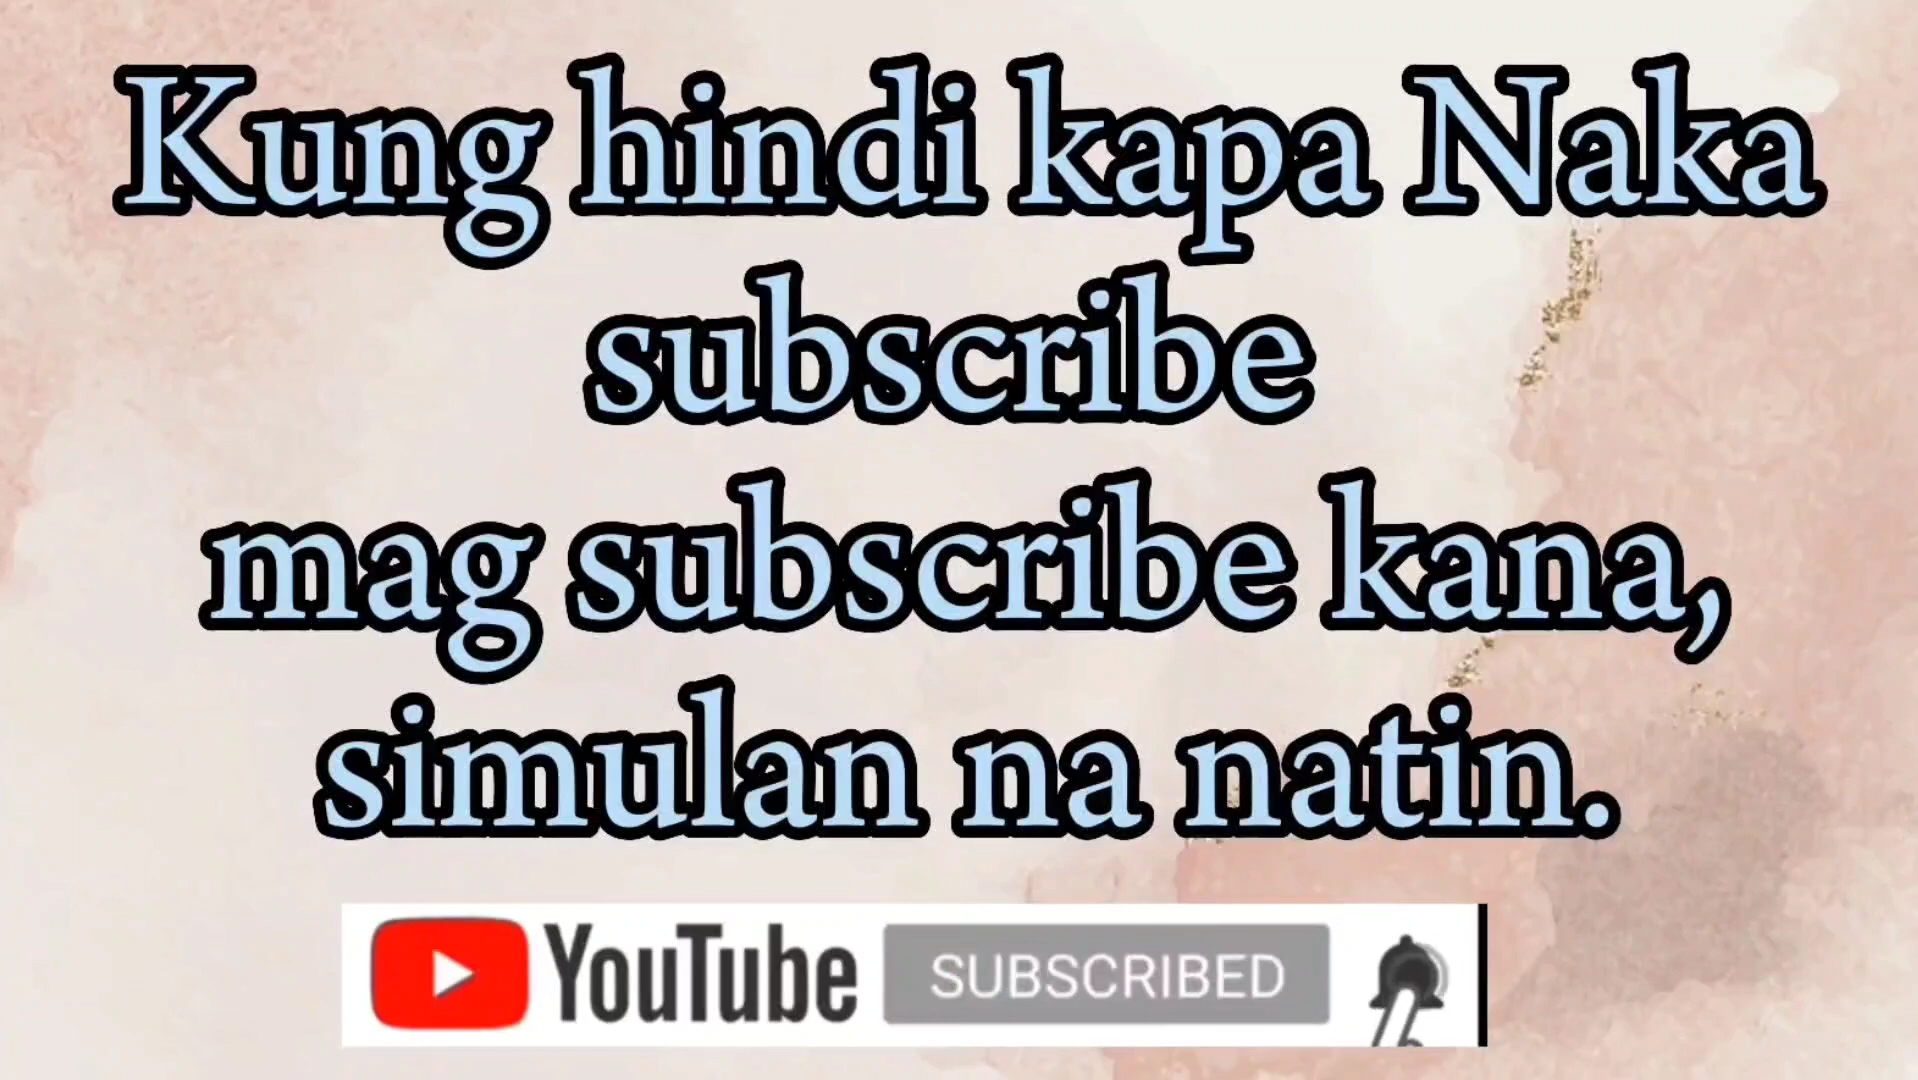 Kung hindi kapa Naka
subscribe
mag subscribe kana,
simulan na natin.
YouTube SUBSCRIBED